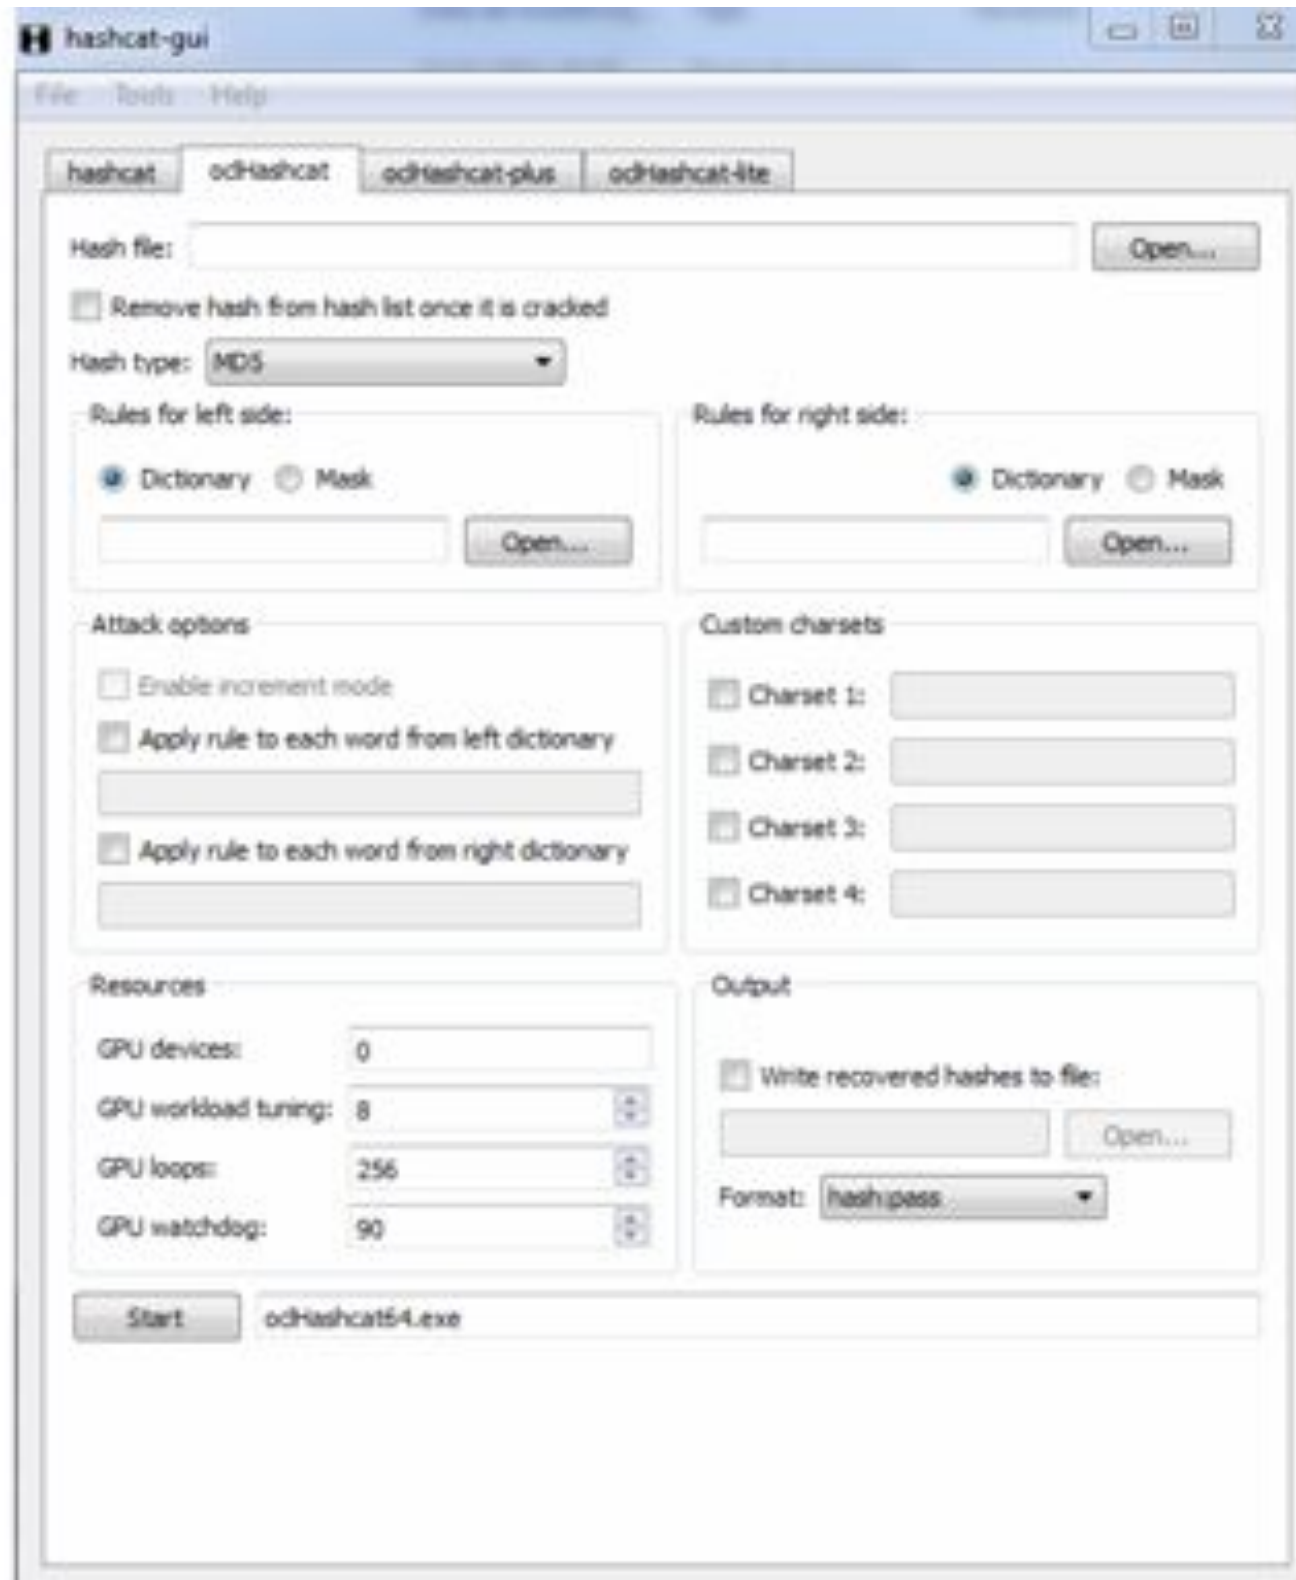 hashcat-gui
File Tools Help
hashcat oclHashcat oclHashcat-plus oclHashcat-lite
Hash file: Open...
Remove hash from hash list once it is cracked
Hash type: MD5
Rules for left side: Rules for right side:
Dictionary Mask Dictionary Mask
Open... Open...
Attack options Custom charsets
Enable increment mode Charset 1:
Apply rule to each word from left dictionary Charset 2:
Charset 3:
Apply rule to each word from right dictionary
Charset 4:
Resources Output
GPU devices: 0
Write recovered hashes to file:
GPU workload tuning: 8
Open...
GPU loops: 256
Format: hash:pass
GPU watchdog: 90
Start oclHashcat64.exe